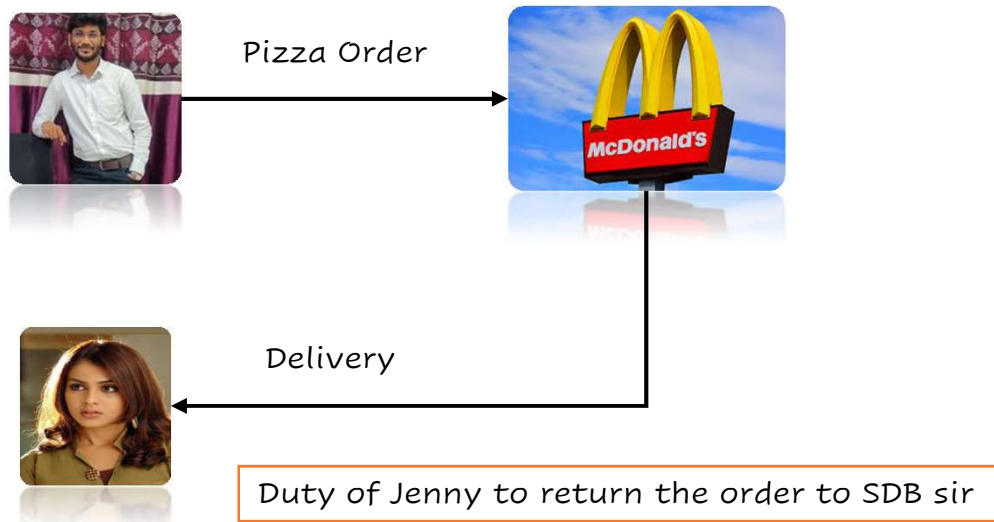 Pizza Order
McDonald's
Delivery
Duty of Jenny to return the order to SDB sir